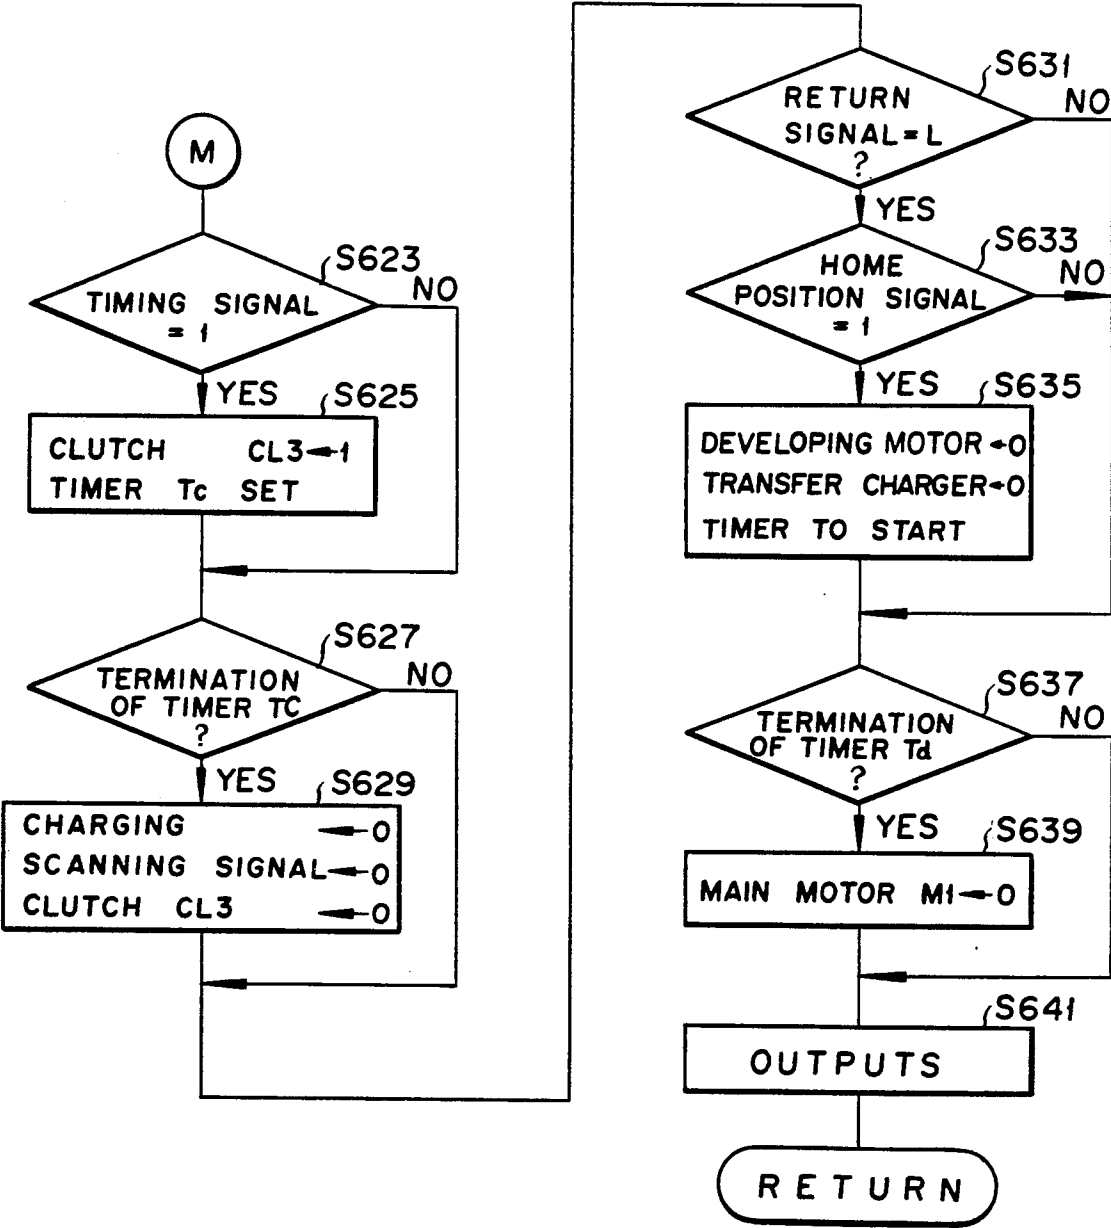 M
S623
NO
TIMING SIGNAL
= 1
YES
S625
CLUTCH CL3←1
TIMER Tc SET
S627
NO
TERMINATION
OF TIMER TC
?
YES
S629
CHARGING ←0
SCANNING SIGNAL←0
CLUTCH CL3 ←0
S631
NO
RETURN
SIGNAL=L
?
YES
S633
NO
HOME
POSITION SIGNAL
= 1
YES
S635
DEVELOPING MOTOR←0
TRANSFER CHARGER←0
TIMER TO START
S637
NO
TERMINATION
OF TIMER Td
?
YES
S639
MAIN MOTOR M1←0
S641
OUTPUTS
RETURN